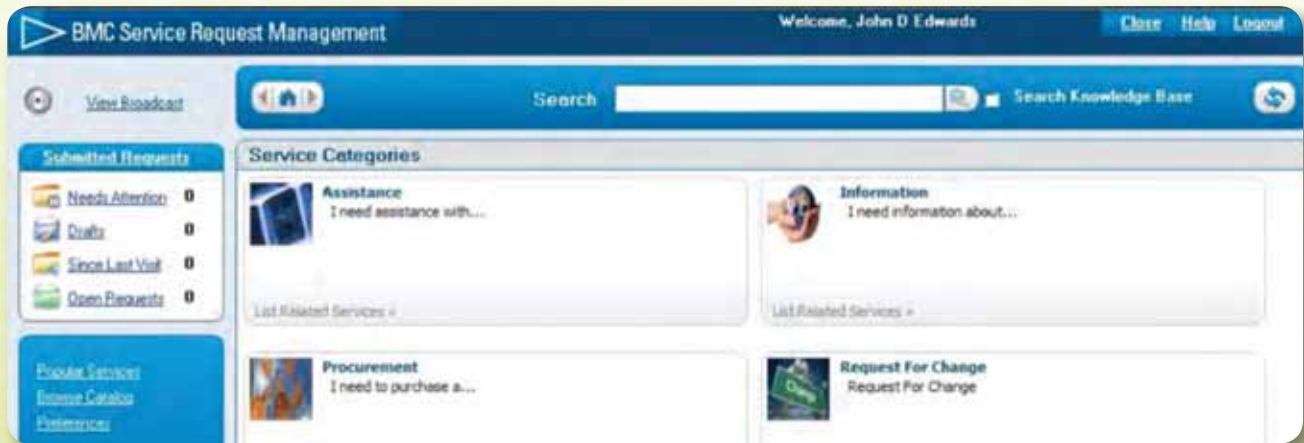 BMC Service Request Management
Welcome, John D Edwards
Close Help Logout
View Broadcast
Search
Search Knowledge Base
Submitted Requests
Needs Attention 0
Drafts 0
Since Last Visit 0
Open Requests 0
Popular Services
Browse Catalog
Preferences
Service Categories
Assistance
I need assistance with...
List Related Services »
Information
I need information about...
List Related Services »
Procurement
I need to purchase a...
Request For Change
Request For Change
Change